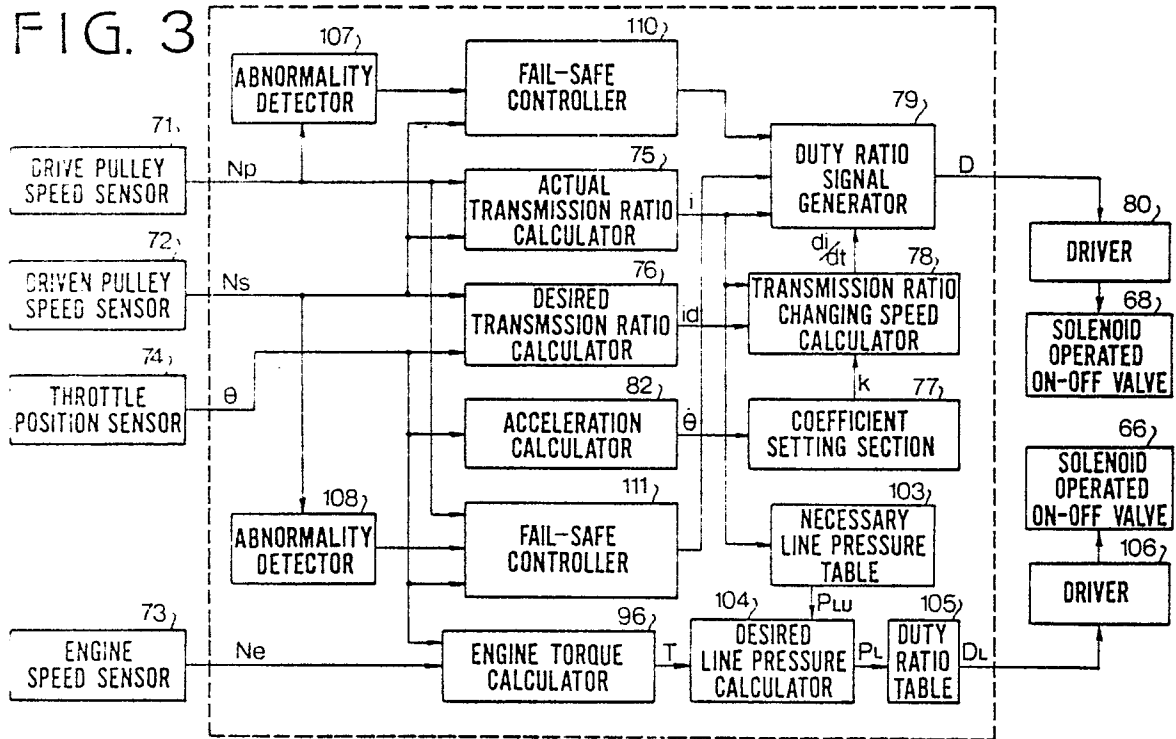 FIG. 3
107
ABNORMALITY
DETECTOR
110
FAIL-SAFE
CONTROLLER
71
DRIVE PULLEY
SPEED SENSOR
Np
75
ACTUAL
TRANSMISSION RATIO
CALCULATOR
i
79
DUTY RATIO
SIGNAL
GENERATOR
D
80
DRIVER
72
DRIVEN PULLEY
SPEED SENSOR
Ns
76
DESIRED
TRANSMSSION RATIO
CALCULATOR
id
di/dt
78
TRANSMISSION RATIO
CHANGING SPEED
CALCULATOR
68
SOLENOID
OPERATED
ON-OFF VALVE
74
THROTTLE
POSITION SENSOR
θ
82
ACCELERATION
CALCULATOR
θ̇
k
77
COEFFICIENT
SETTING SECTION
66
SOLENOID
OPERATED
ON-OFF VALVE
108
ABNORMALITY
DETECTOR
111
FAIL-SAFE
CONTROLLER
103
NECESSARY
LINE PRESSURE
TABLE
106
DRIVER
73
ENGINE
SPEED SENSOR
Ne
96
ENGINE TORQUE
CALCULATOR
T
PLU
104
DESIRED
LINE PRESSURE
CALCULATOR
PL
105
DUTY
RATIO
TABLE
DL